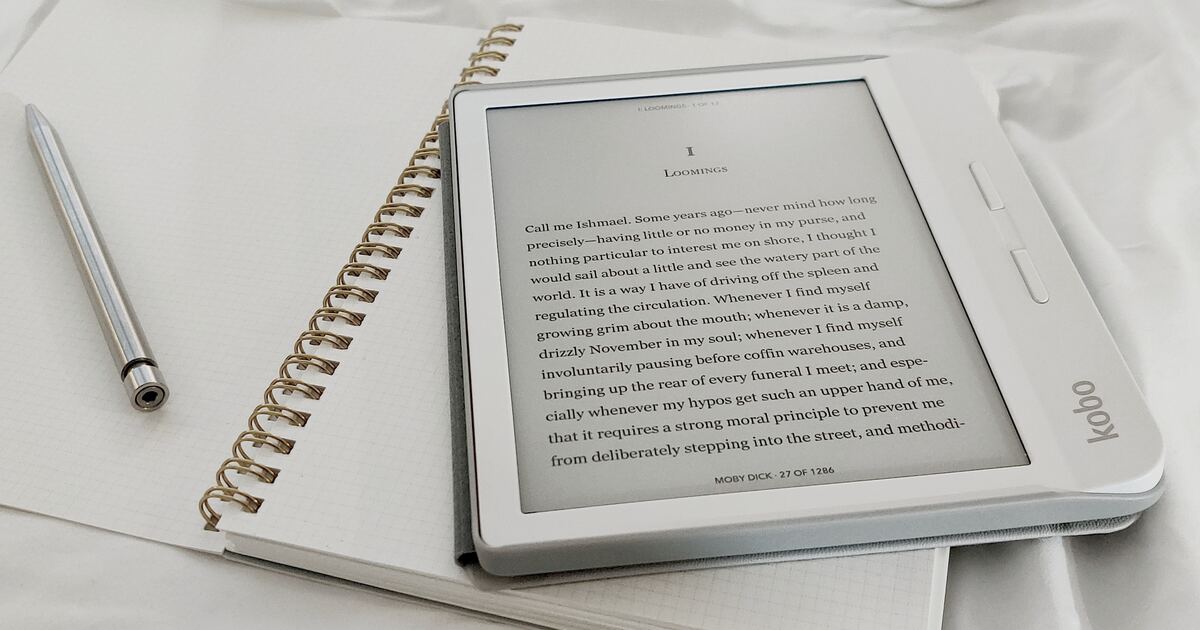 1: LOOMINGS · 1 OF 12
I
LOOMINGS
Call me Ishmael. Some years ago—never mind how long
precisely—having little or no money in my purse, and
nothing particular to interest me on shore, I thought I
would sail about a little and see the watery part of the
world. It is a way I have of driving off the spleen and
regulating the circulation. Whenever I find myself
growing grim about the mouth; whenever it is a damp,
drizzly November in my soul; whenever I find myself
involuntarily pausing before coffin warehouses, and
bringing up the rear of every funeral I meet; and espe-
cially whenever my hypos get such an upper hand of me,
that it requires a strong moral principle to prevent me
from deliberately stepping into the street, and methodi-
MOBY DICK · 27 OF 1286
kobo